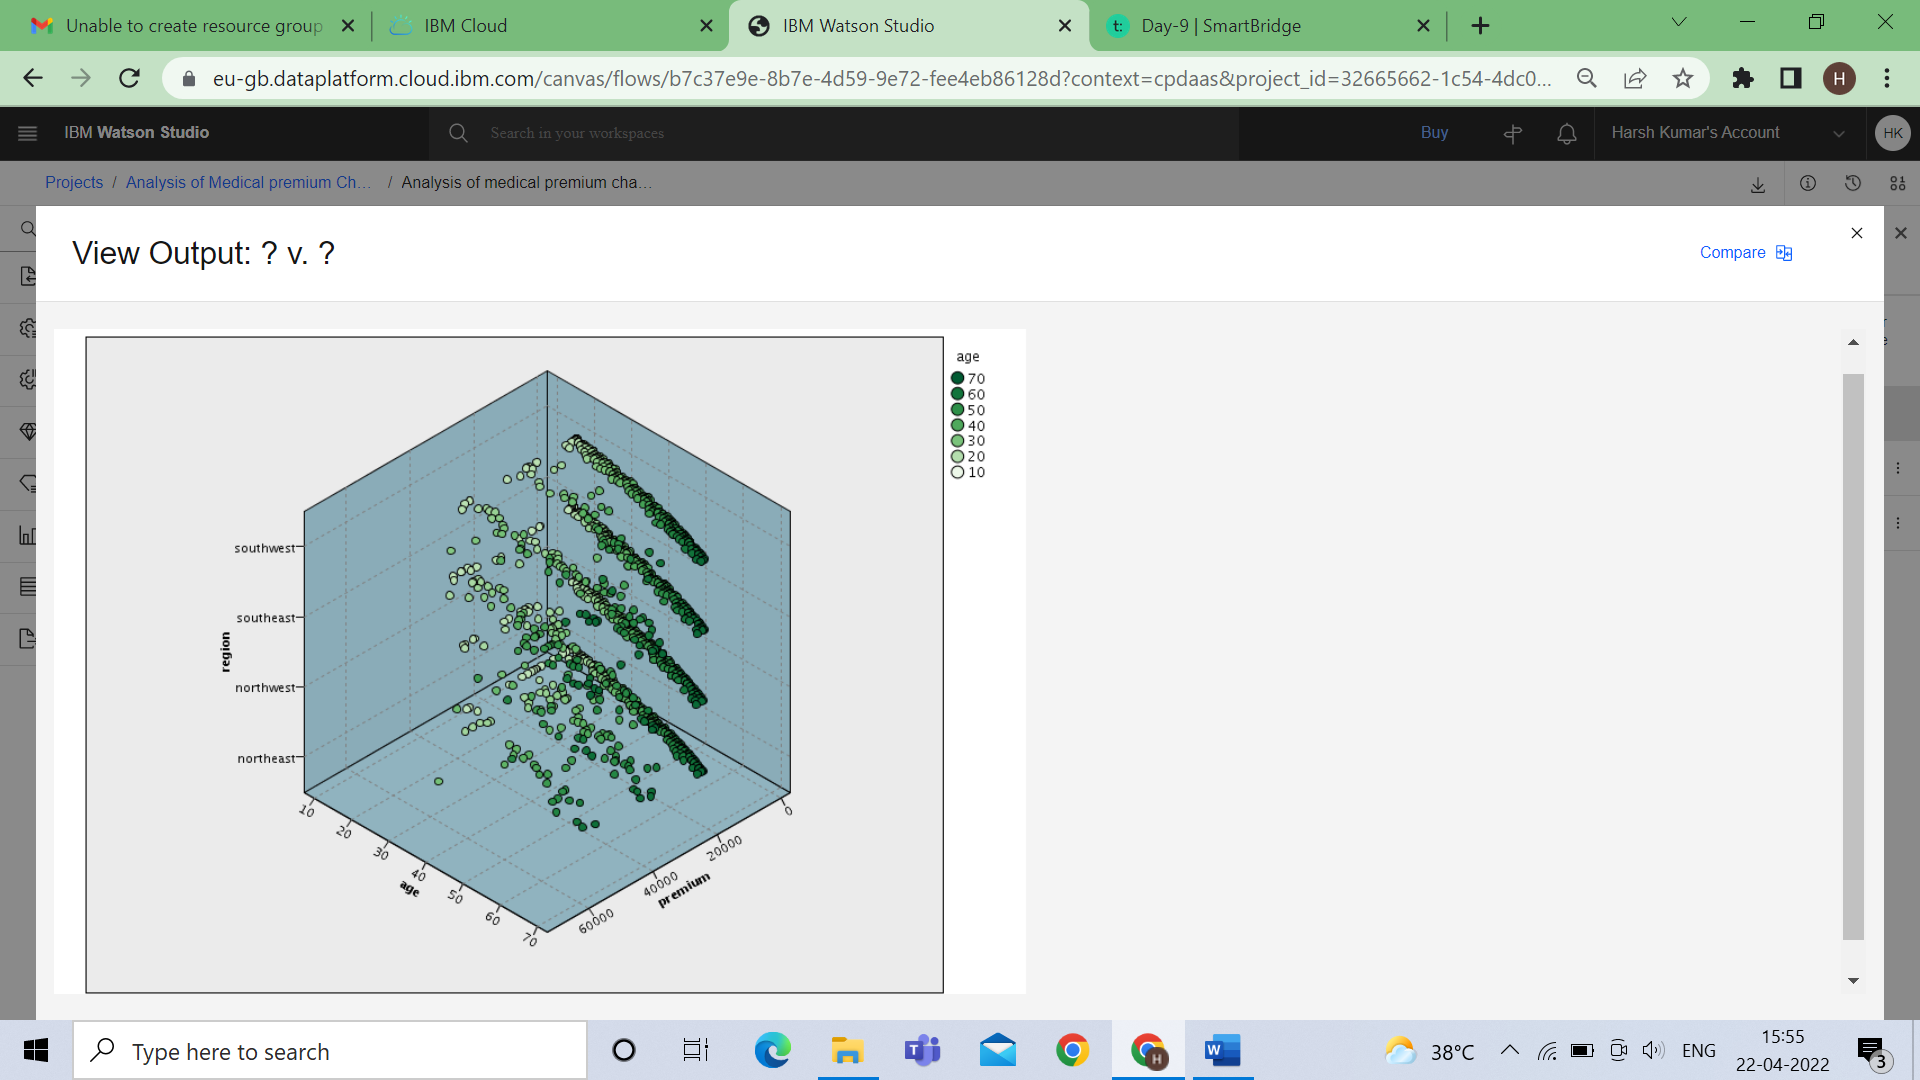 Unable to create resource group
IBM Cloud
IBM Watson Studio
t:
Day-9 | SmartBridge
eu-gb.dataplatform.cloud.ibm.com/canvas/flows/b7c37e9e-8b7e-4d59-9e72-fee4eb86128d?context=cpdaas&project_id=32665662-1c54-4dc0...
H
IBM Watson Studio
Search in your workspaces
Buy
Harsh Kumar's Account
HK
Projects / Analysis of Medical premium Ch... / Analysis of medical premium cha...
View Output: ? v. ?
Compare
age
70
60
50
40
30
20
10
southwest
southeast
northwest
northeast
region
10
20
30
40
50
60
70
age
60000
40000
20000
0
premium
Type here to search
T
H
W
38°C
ENG
15:55
22-04-2022
3